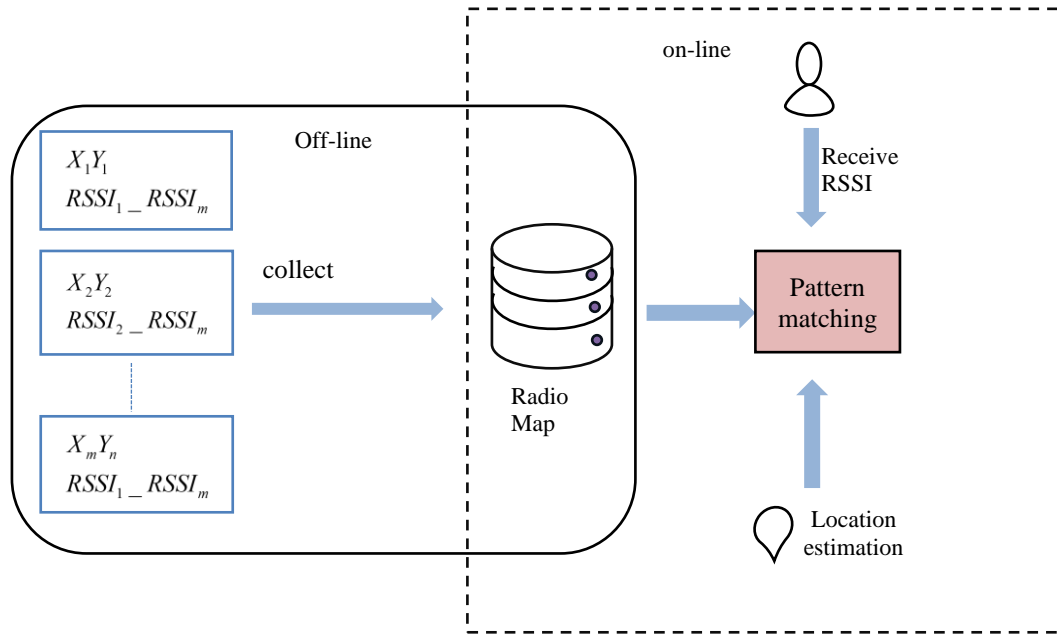 on-line
Off-line
X₁Y₁
RSSI₁_RSSIₘ
Receive
RSSI
collect
X₂Y₂
RSSI₂_RSSIₘ
Pattern
matching
Radio
Map
XₘYₙ
RSSI₁_RSSIₘ
Location
estimation